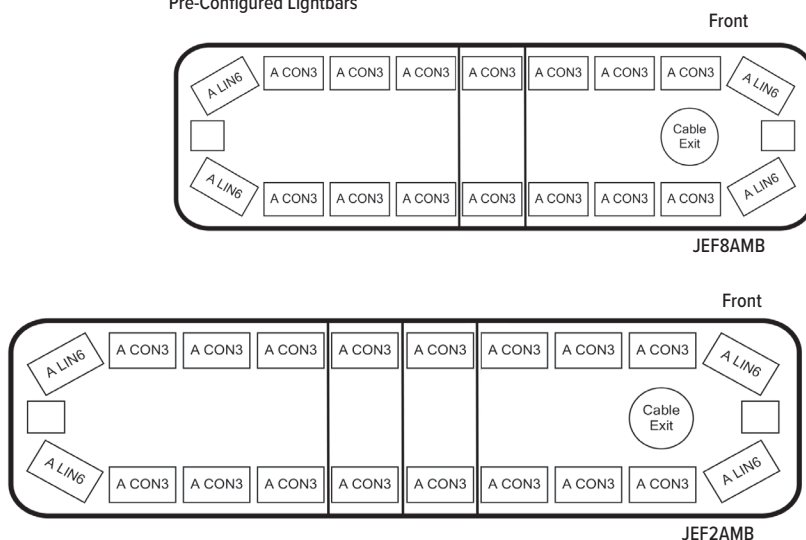 Pre-Configured Lightbars
Front
A LIN6 A CON3 A CON3 A CON3 A CON3 A CON3 A CON3 A CON3 A LIN6
Cable
Exit
A LIN6 A CON3 A CON3 A CON3 A CON3 A CON3 A CON3 A CON3 A LIN6
JEF8AMB
Front
A LIN6 A CON3 A CON3 A CON3 A CON3 A CON3 A CON3 A CON3 A CON3 A LIN6
Cable
Exit
A LIN6 A CON3 A CON3 A CON3 A CON3 A CON3 A CON3 A CON3 A CON3 A LIN6
JEF2AMB